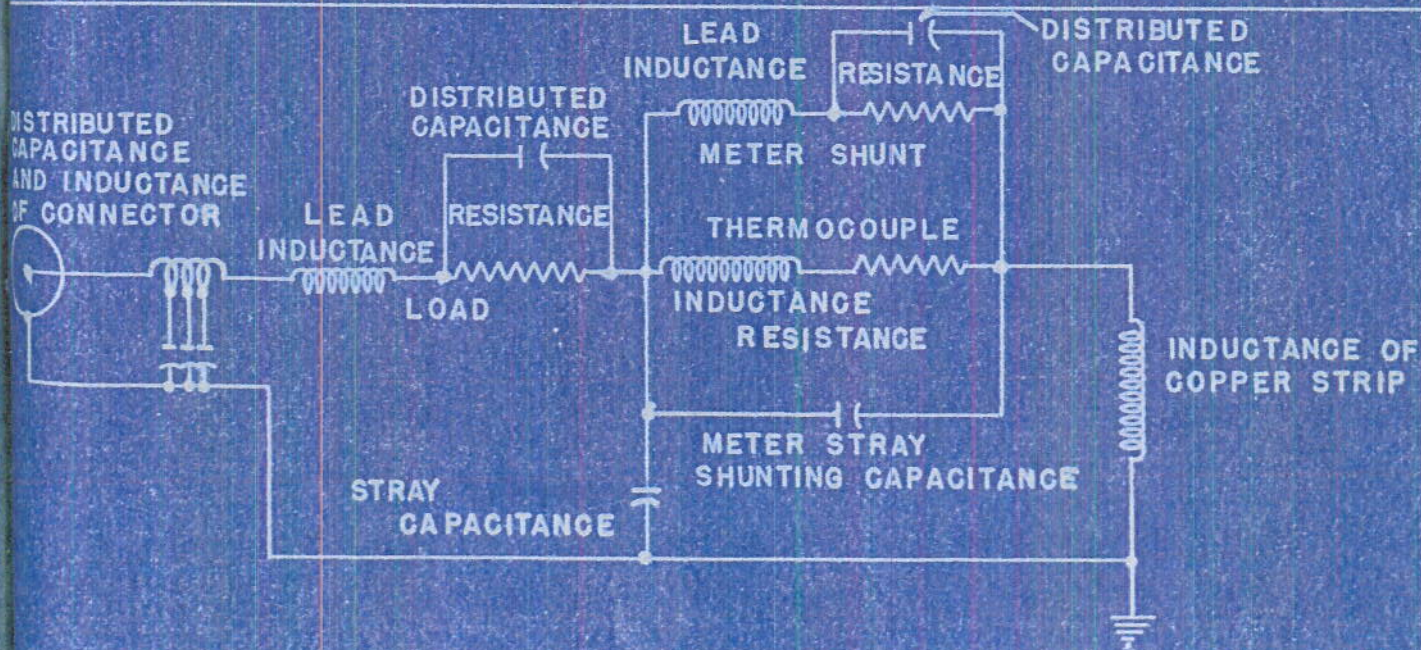 DISTRIBUTED
CAPACITANCE
AND INDUCTANCE
OF CONNECTOR
LEAD
INDUCTANCE
DISTRIBUTED
CAPACITANCE
RESISTANCE
LOAD
LEAD
INDUCTANCE
RESISTANCE
DISTRIBUTED
CAPACITANCE
METER SHUNT
THERMOCOUPLE
INDUCTANCE
RESISTANCE
METER STRAY
SHUNTING CAPACITANCE
STRAY
CAPACITANCE
INDUCTANCE OF
COPPER STRIP